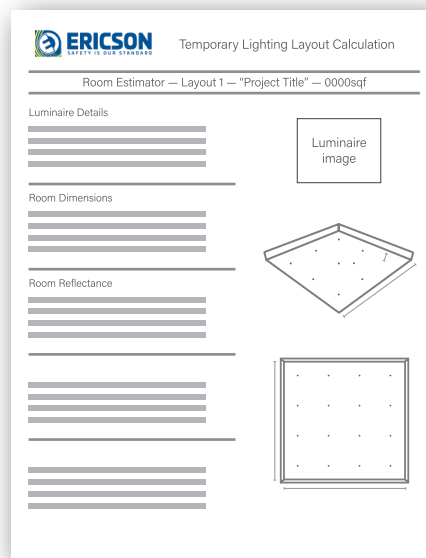 ERICSON
SAFETY IS OUR STANDARD
Temporary Lighting Layout Calculation
Room Estimator — Layout 1 — "Project Title" — 0000sqf
Luminaire Details
Luminaire
image
Room Dimensions
Room Reflectance